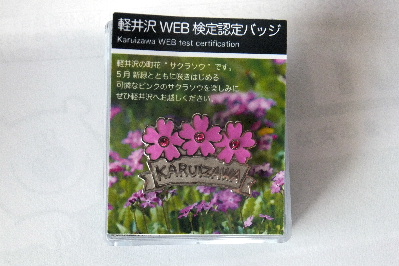 軽井沢 WEB 検定認定バッジ
Karuizawa WEB test certification
軽井沢の町花 "サクラソウ" です。
5月 新緑とともに咲きはじめる
可憐なピンクのサクラソウを楽しみに
ぜひ軽井沢へお越しください
KARUIZAWA